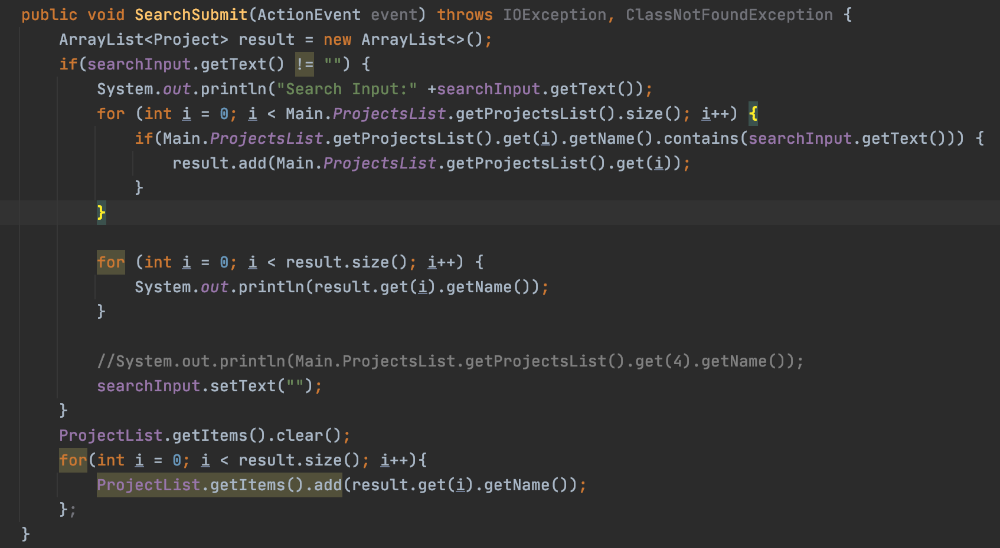 public void SearchSubmit(ActionEvent event) throws IOException, ClassNotFoundException {
    ArrayList<Project> result = new ArrayList<>();
    if(searchInput.getText() != "") {
        System.out.println("Search Input:" +searchInput.getText());
        for (int i = 0; i < Main.ProjectsList.getProjectsList().size(); i++) {
            if(Main.ProjectsList.getProjectsList().get(i).getName().contains(searchInput.getText())) {
                result.add(Main.ProjectsList.getProjectsList().get(i));
            }
        }

        for (int i = 0; i < result.size(); i++) {
            System.out.println(result.get(i).getName());
        }

        //System.out.println(Main.ProjectsList.getProjectsList().get(4).getName());
        searchInput.setText("");
    }
    ProjectList.getItems().clear();
    for(int i = 0; i < result.size(); i++){
        ProjectList.getItems().add(result.get(i).getName());
    };
}